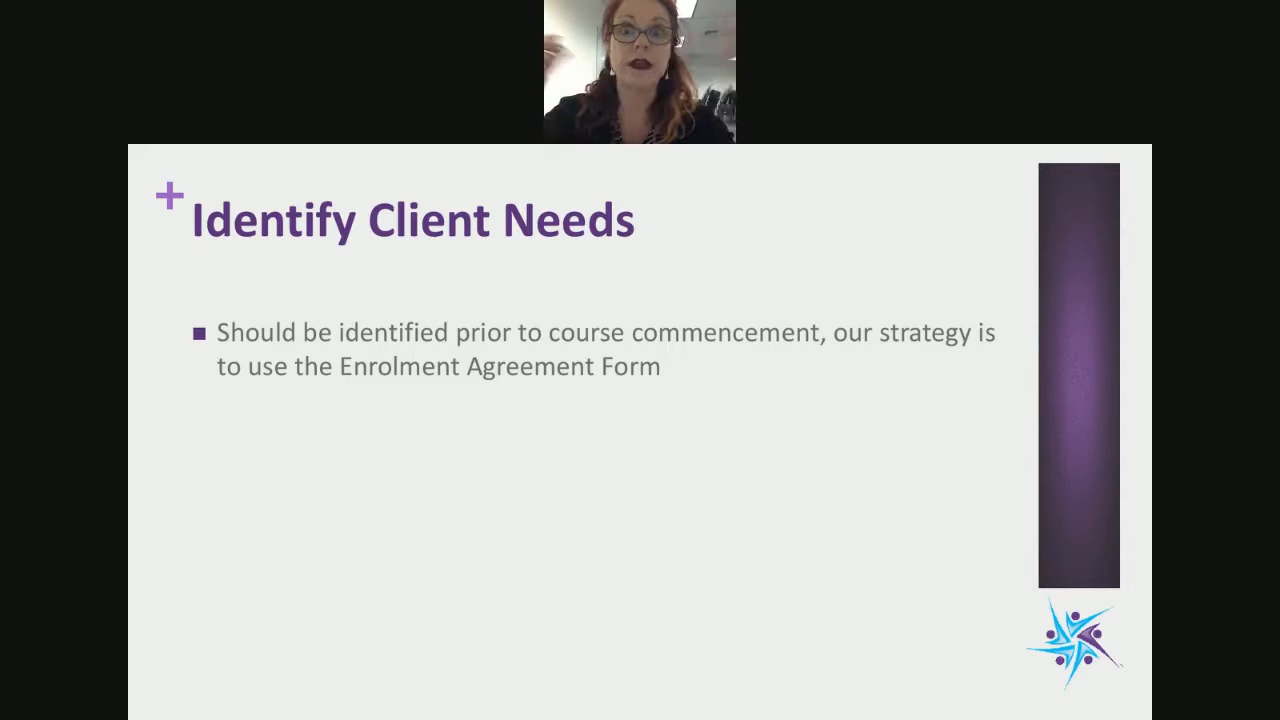 +
Identify Client Needs
■ Should be identified prior to course commencement, our strategy is
to use the Enrolment Agreement Form